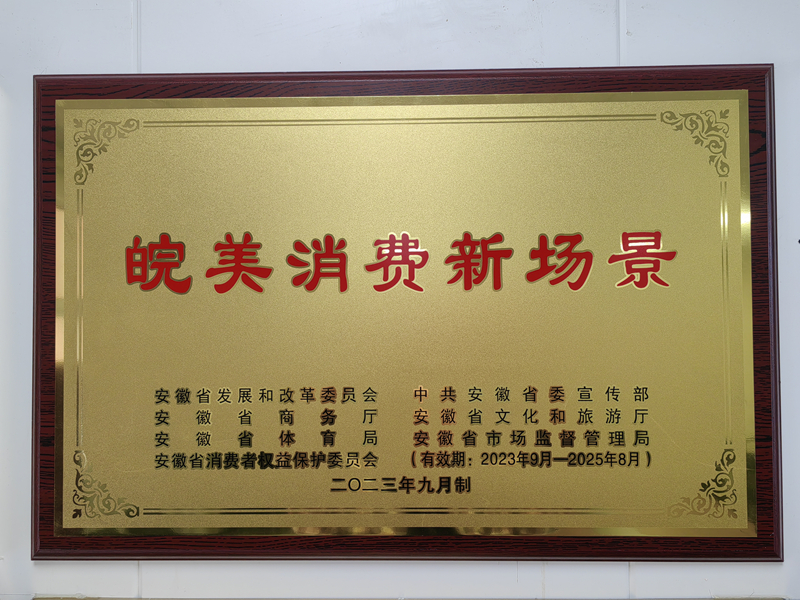 皖美消费新场景
安徽省发展和改革委员会 中共安徽省委宣传部
安徽省商务厅 安徽省文化和旅游厅
安徽省体育局 安徽省市场监督管理局
安徽省消费者权益保护委员会 （有效期：2023年9月—2025年8月）
二〇二三年九月制